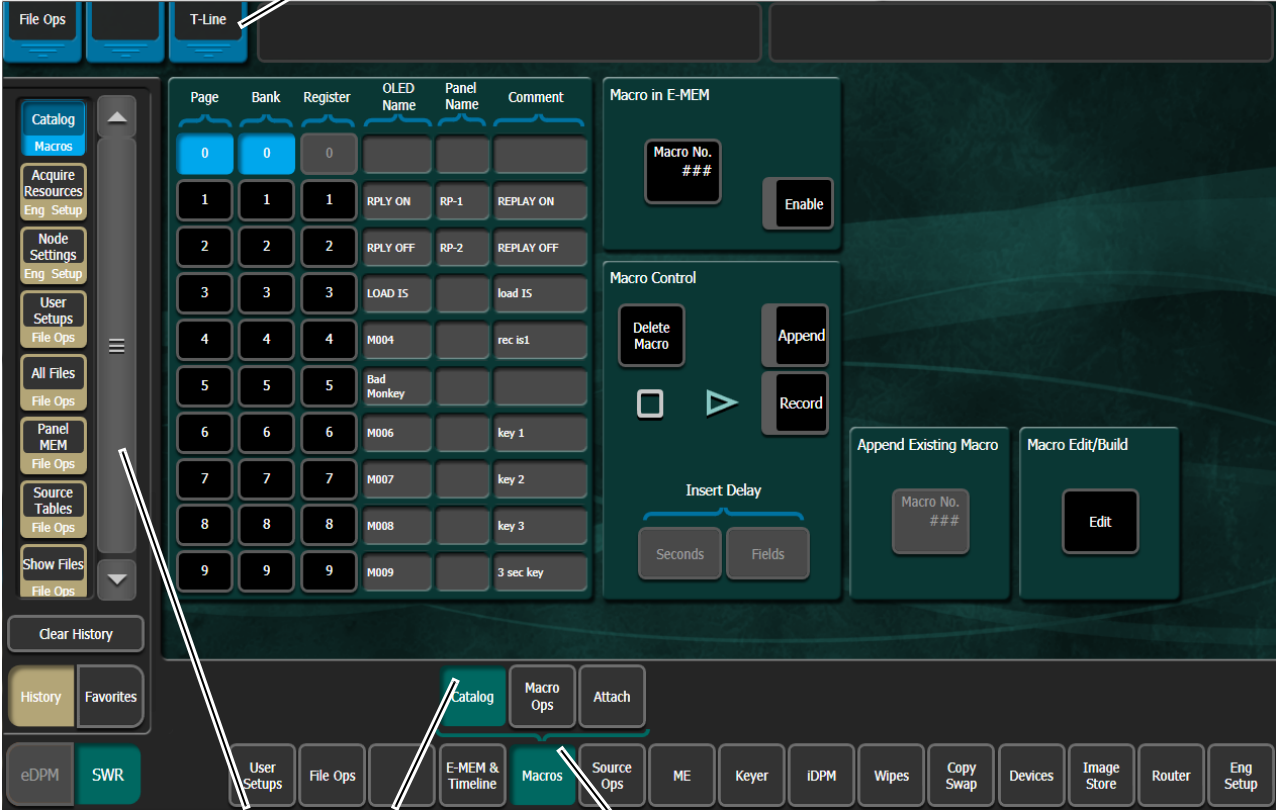 File Ops
T-Line
Catalog
Macros
Acquire
Resources
Eng Setup
Node
Settings
Eng Setup
User
Setups
File Ops
All Files
File Ops
Panel
MEM
File Ops
Source
Tables
File Ops
Show Files
File Ops
Clear History
History Favorites
eDPM SWR
Page Bank Register OLED Name Panel Name Comment
0 0 0
1 1 1 RPLY ON RP-1 REPLAY ON
2 2 2 RPLY OFF RP-2 REPLAY OFF
3 3 3 LOAD IS load IS
4 4 4 M004 rec is1
5 5 5 Bad Monkey
6 6 6 M006 key 1
7 7 7 M007 key 2
8 8 8 M008 key 3
9 9 9 M009 3 sec key
Macro in E-MEM
Macro No.
###
Enable
Macro Control
Delete
Macro
Append
Record
Insert Delay
Seconds Fields
Append Existing Macro
Macro No.
###
Macro Edit/Build
Edit
Catalog Macro Ops Attach
User Setups File Ops E-MEM & Timeline Macros Source Ops ME Keyer iDPM Wipes Copy Swap Devices Image Store Router Eng Setup